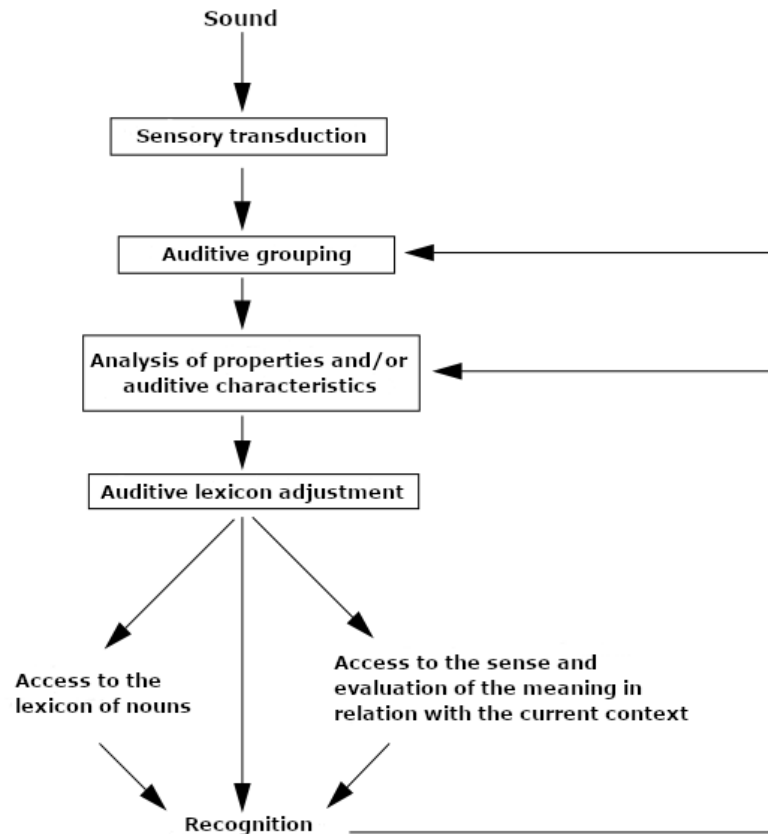 Sound
Sensory transduction
Auditive grouping
Analysis of properties and/or
auditive characteristics
Auditive lexicon adjustment
Access to the
lexicon of nouns
Access to the sense and
evaluation of the meaning in
relation with the current context
Recognition